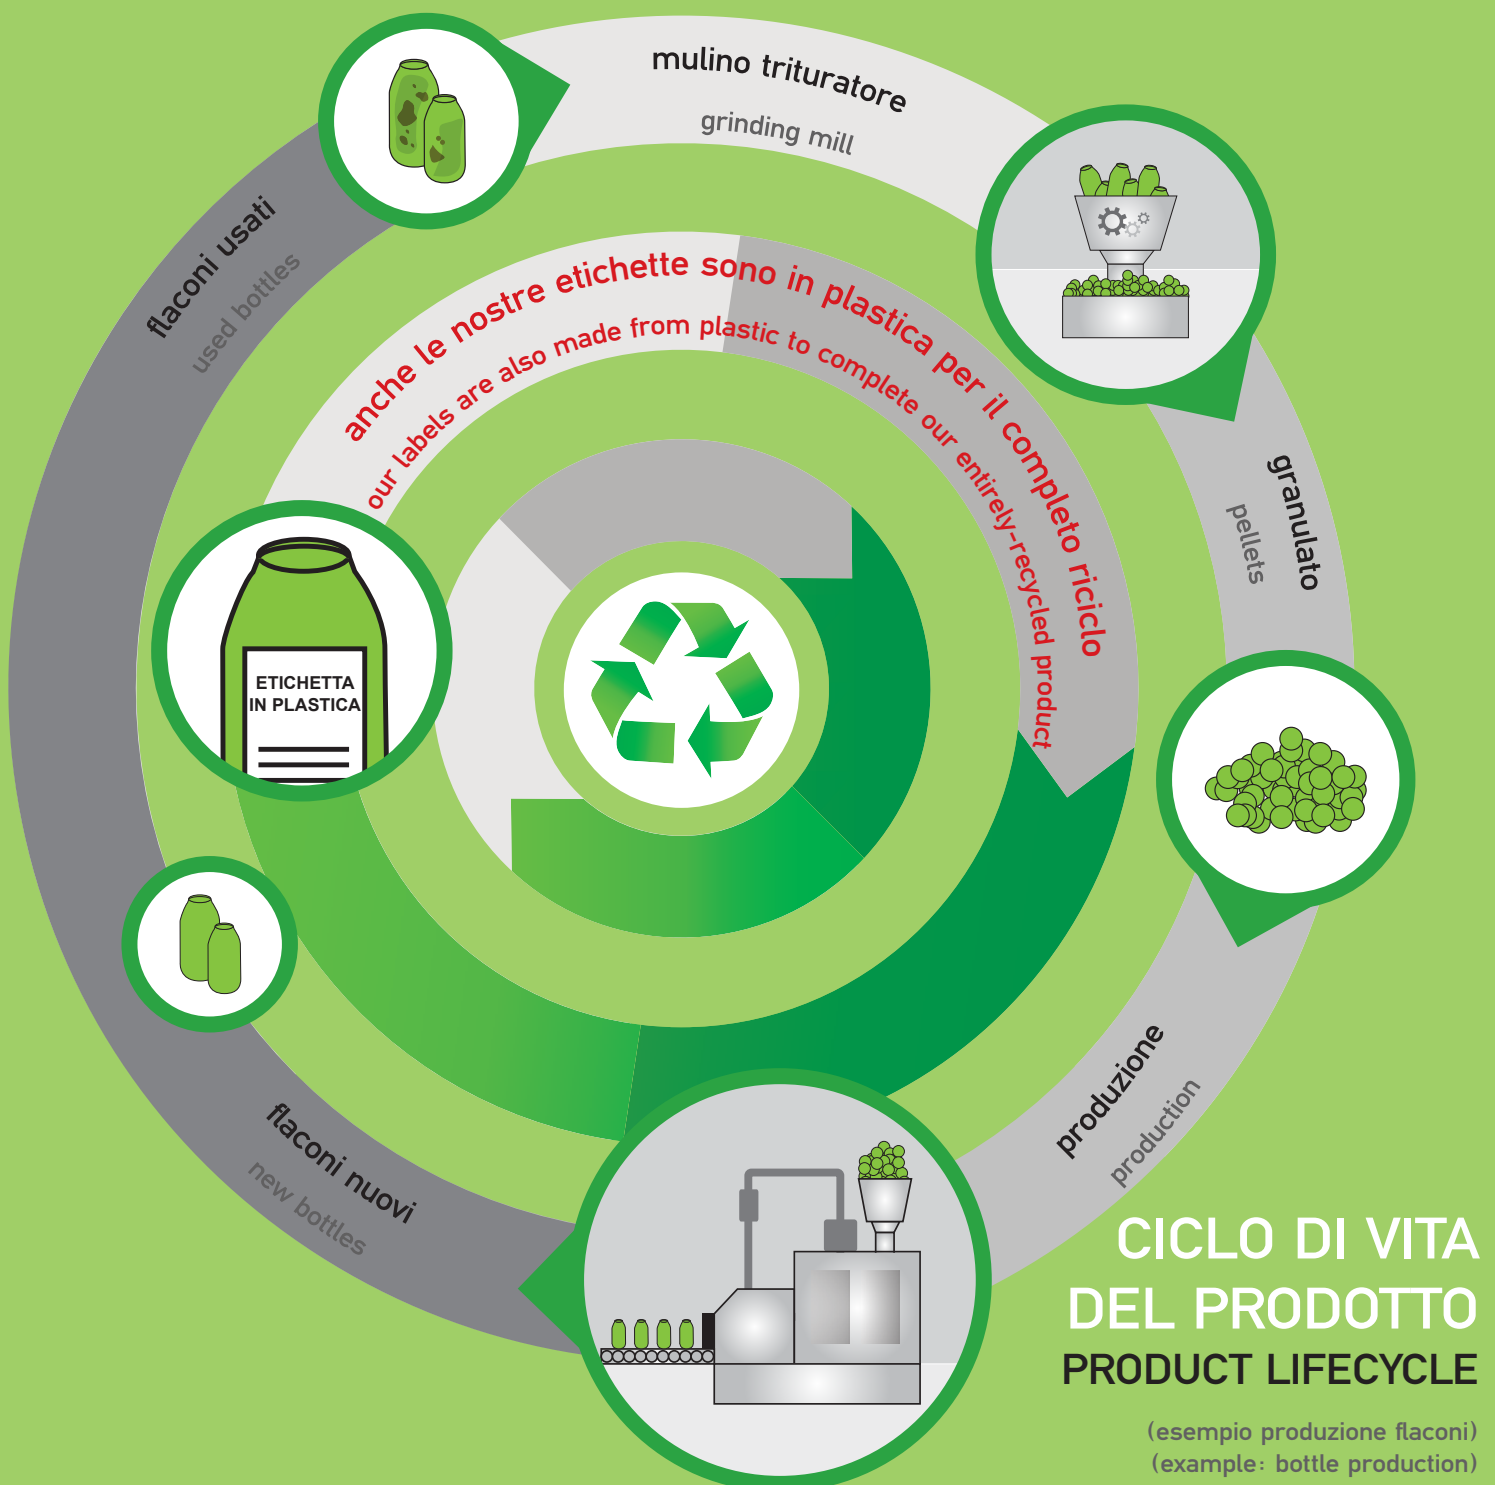 mulino trituratore
grinding mill
flaconi usati
used bottles
anche le nostre etichette sono in plastica per il completo riciclo
our labels are also made from plastic to complete our entirely-recycled product
granulato
pellets
ETICHETTA
IN PLASTICA
produzione
production
flaconi nuovi
new bottles
CICLO DI VITA
DEL PRODOTTO
PRODUCT LIFECYCLE
(esempio produzione flaconi)
(example: bottle production)